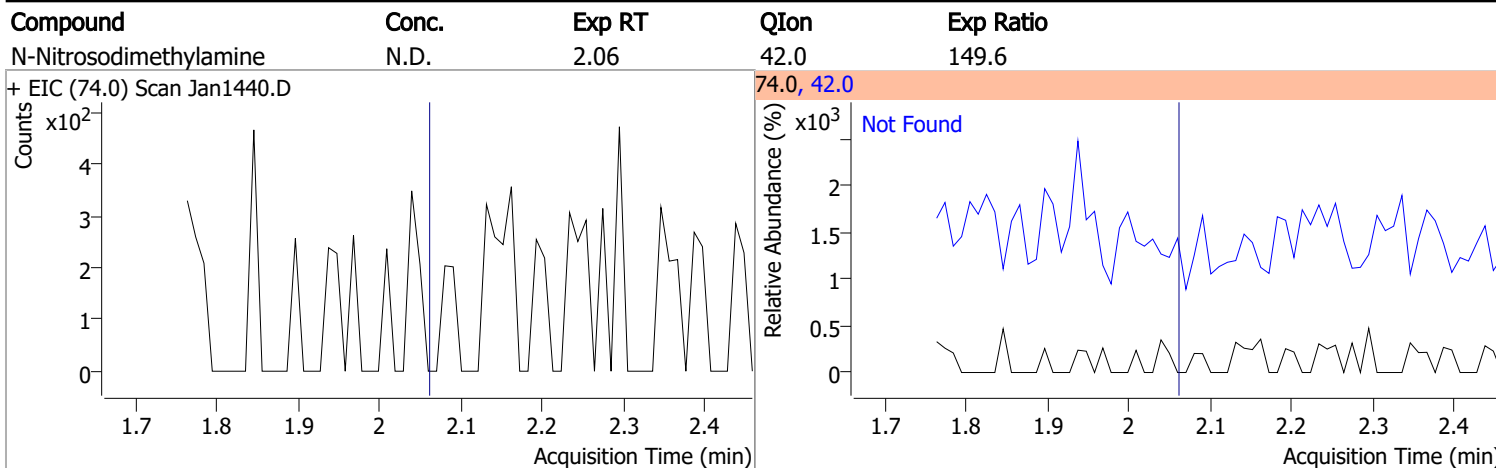 Compound Conc. Exp RT QIon Exp Ratio
N-Nitrosodimethylamine N.D. 2.06 42.0 149.6
+ EIC (74.0) Scan Jan1440.D
Counts
x10²
4
3
2
1
0
1.7 1.8 1.9 2 2.1 2.2 2.3 2.4
Acquisition Time (min)
74.0, 42.0
Relative Abundance (%)
x10³
Not Found
2
1.5
1
0.5
0
1.7 1.8 1.9 2 2.1 2.2 2.3 2.4
Acquisition Time (min)